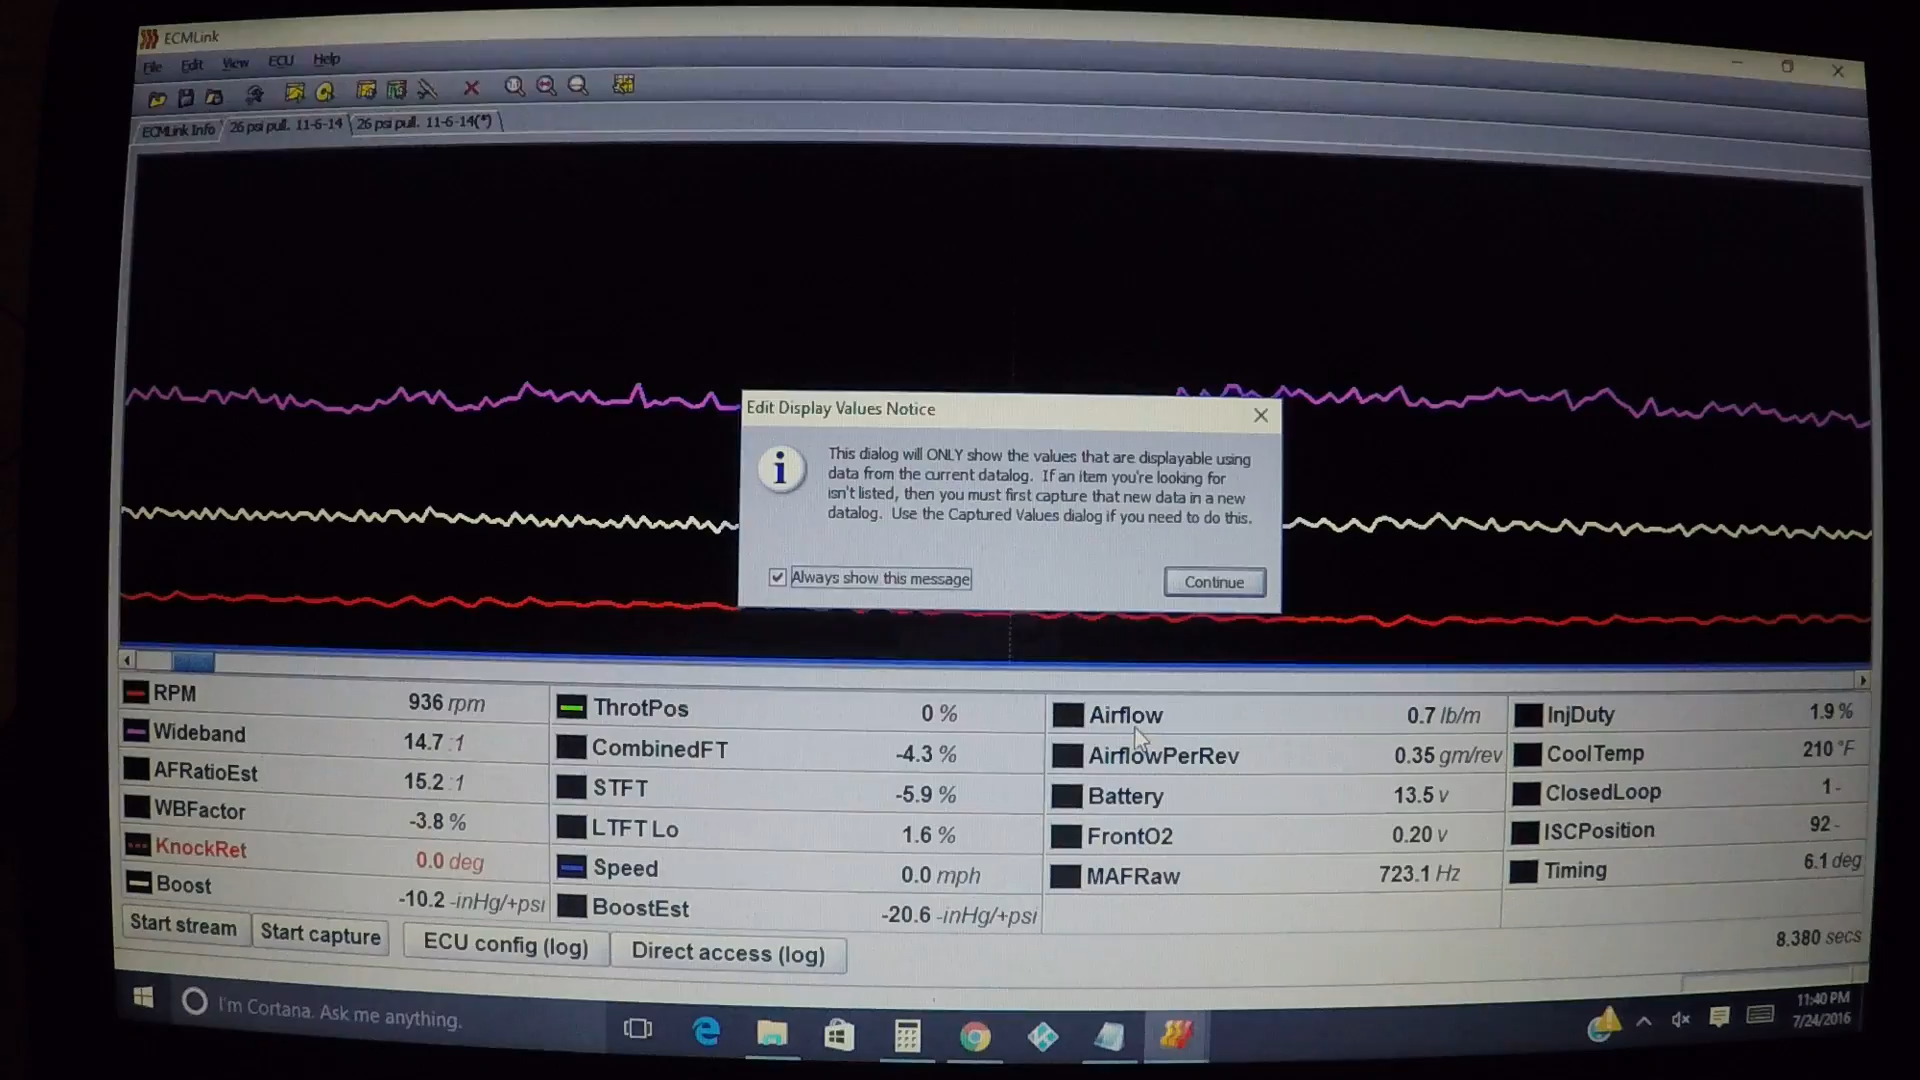 ECMLink
File Edit View ECU Help
ECMLink Info 26 psi pull. 11-6-14 26 psi pull. 11-6-14(*)
Edit Display Values Notice
This dialog will ONLY show the values that are displayable using
data from the current datalog. If an item you're looking for
isn't listed, then you must first capture that new data in a new
datalog. Use the Captured Values dialog if you need to do this.
Always show this message
Continue
RPM 936 rpm
Wideband 14.7 :1
AFRatioEst 15.2 :1
WBFactor -3.8 %
KnockRet 0.0 deg
Boost -10.2 -inHg/+psi
ThrotPos 0 %
CombinedFT -4.3 %
STFT -5.9 %
LTFT Lo 1.6 %
Speed 0.0 mph
BoostEst -20.6 -inHg/+psi
Airflow 0.7 lb/m
AirflowPerRev 0.35 gm/rev
Battery 13.5 v
FrontO2 0.20 v
MAFRaw 723.1 Hz
InjDuty 1.9 %
CoolTemp 210 °F
ClosedLoop 1 -
ISCPosition 92 -
Timing 6.1 deg
Start stream Start capture ECU config (log) Direct access (log)
8.380 secs
I'm Cortana. Ask me anything.
11:40 PM
7/24/2016